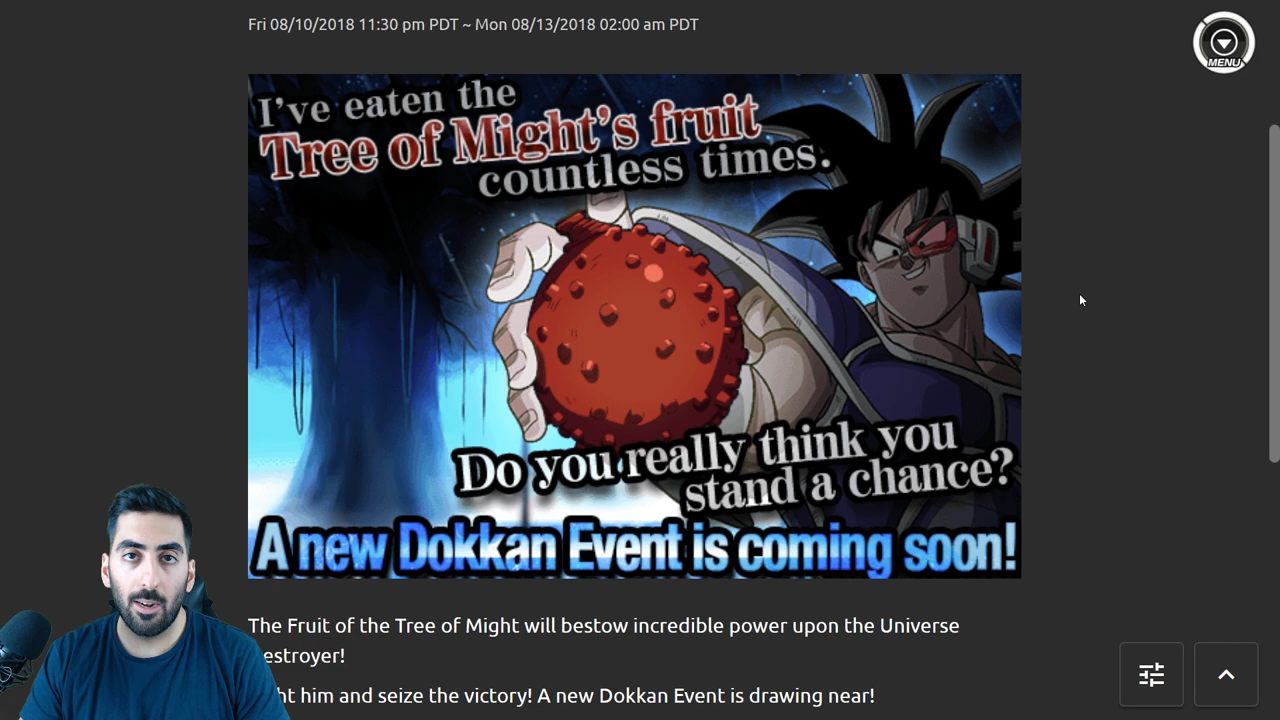 Fri 08/10/2018 11:30 pm PDT ~ Mon 08/13/2018 02:00 am PDT
MENU
I've eaten the
Tree of Might's fruit
countless times.
Do you really think you
stand a chance?
A new Dokkan Event is coming soon!
The Fruit of the Tree of Might will bestow incredible power upon the Universe
estroyer!
ht him and seize the victory! A new Dokkan Event is drawing near!